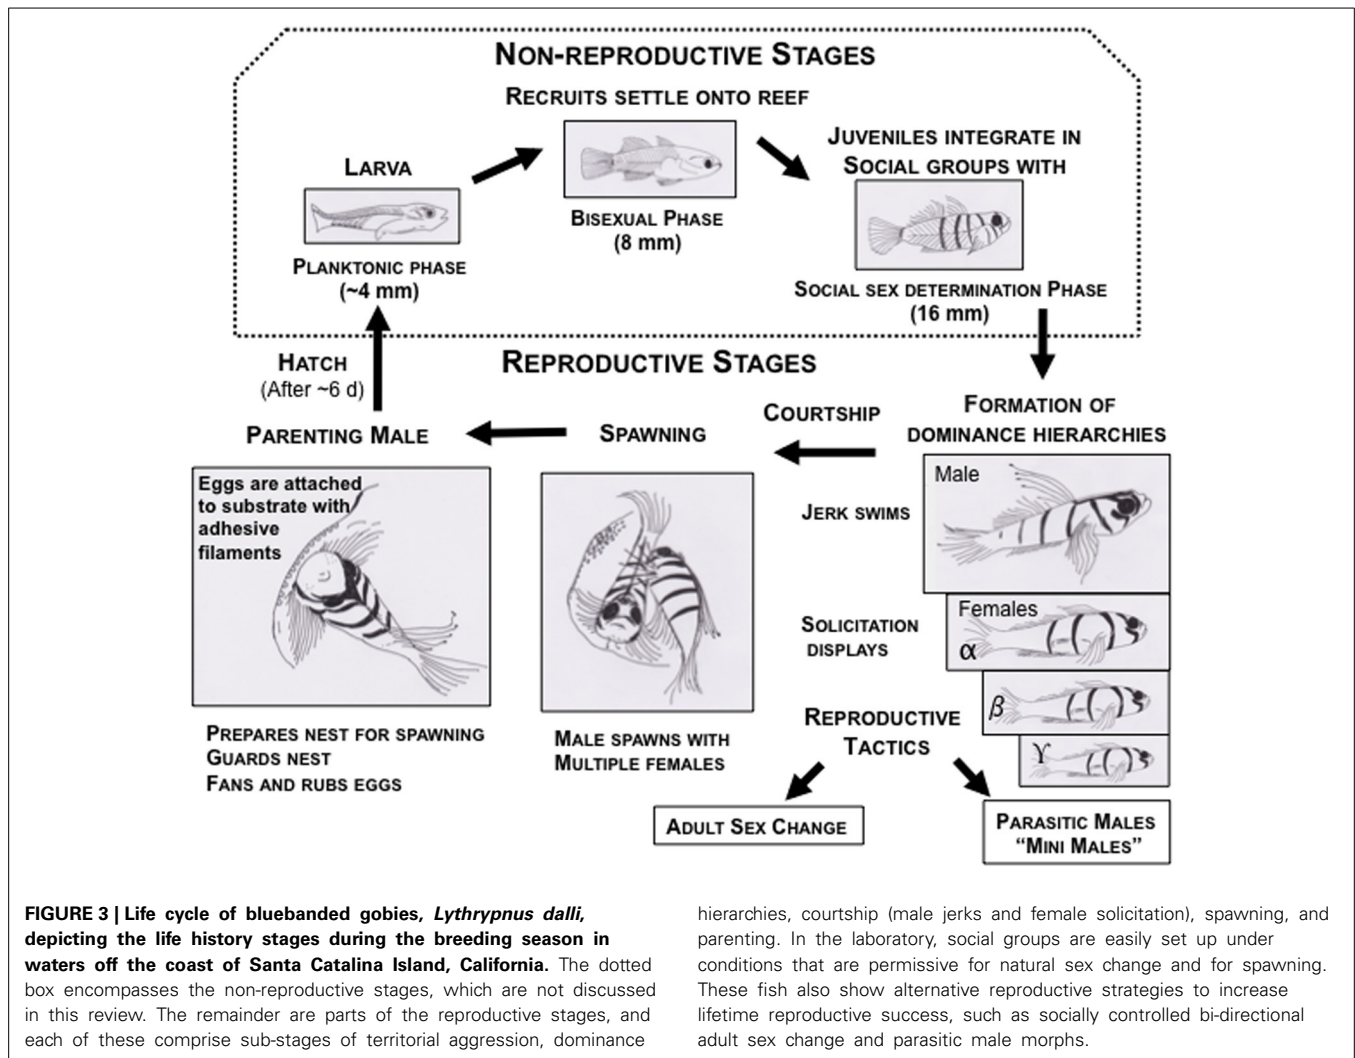 NON-REPRODUCTIVE STAGES
RECRUITS SETTLE ONTO REEF
LARVA
PLANKTONIC PHASE
(~4 mm)
BISEXUAL PHASE
(8 mm)
JUVENILES INTEGRATE IN
SOCIAL GROUPS WITH
SOCIAL SEX DETERMINATION PHASE
(16 mm)
REPRODUCTIVE STAGES
HATCH
(After ~6 d)
PARENTING MALE
SPAWNING
COURTSHIP
FORMATION OF
DOMINANCE HIERARCHIES
Eggs are attached
to substrate with
adhesive
filaments
JERK SWIMS
Male
SOLICITATION
DISPLAYS
Females
α
β
γ
PREPARES NEST FOR SPAWNING
GUARDS NEST
FANS AND RUBS EGGS
MALE SPAWNS WITH
MULTIPLE FEMALES
REPRODUCTIVE
TACTICS
ADULT SEX CHANGE
PARASITIC MALES
“MINI MALES”
FIGURE 3 | Life cycle of bluebanded gobies, Lythrypnus dalli,
depicting the life history stages during the breeding season in
waters off the coast of Santa Catalina Island, California. The dotted
box encompasses the non-reproductive stages, which are not discussed
in this review. The remainder are parts of the reproductive stages, and
each of these comprise sub-stages of territorial aggression, dominance
hierarchies, courtship (male jerks and female solicitation), spawning, and
parenting. In the laboratory, social groups are easily set up under
conditions that are permissive for natural sex change and for spawning.
These fish also show alternative reproductive strategies to increase
lifetime reproductive success, such as socially controlled bi-directional
adult sex change and parasitic male morphs.